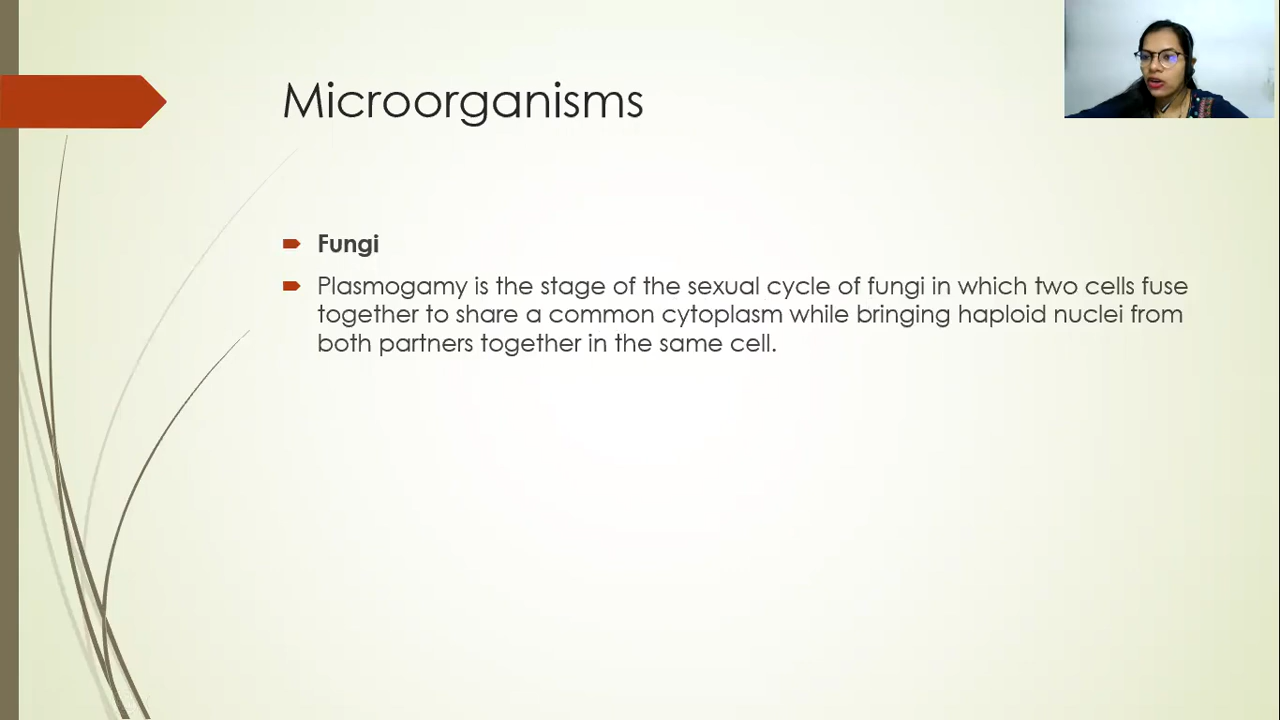 Microorganisms
Fungi
Plasmogamy is the stage of the sexual cycle of fungi in which two cells fuse
together to share a common cytoplasm while bringing haploid nuclei from
both partners together in the same cell.